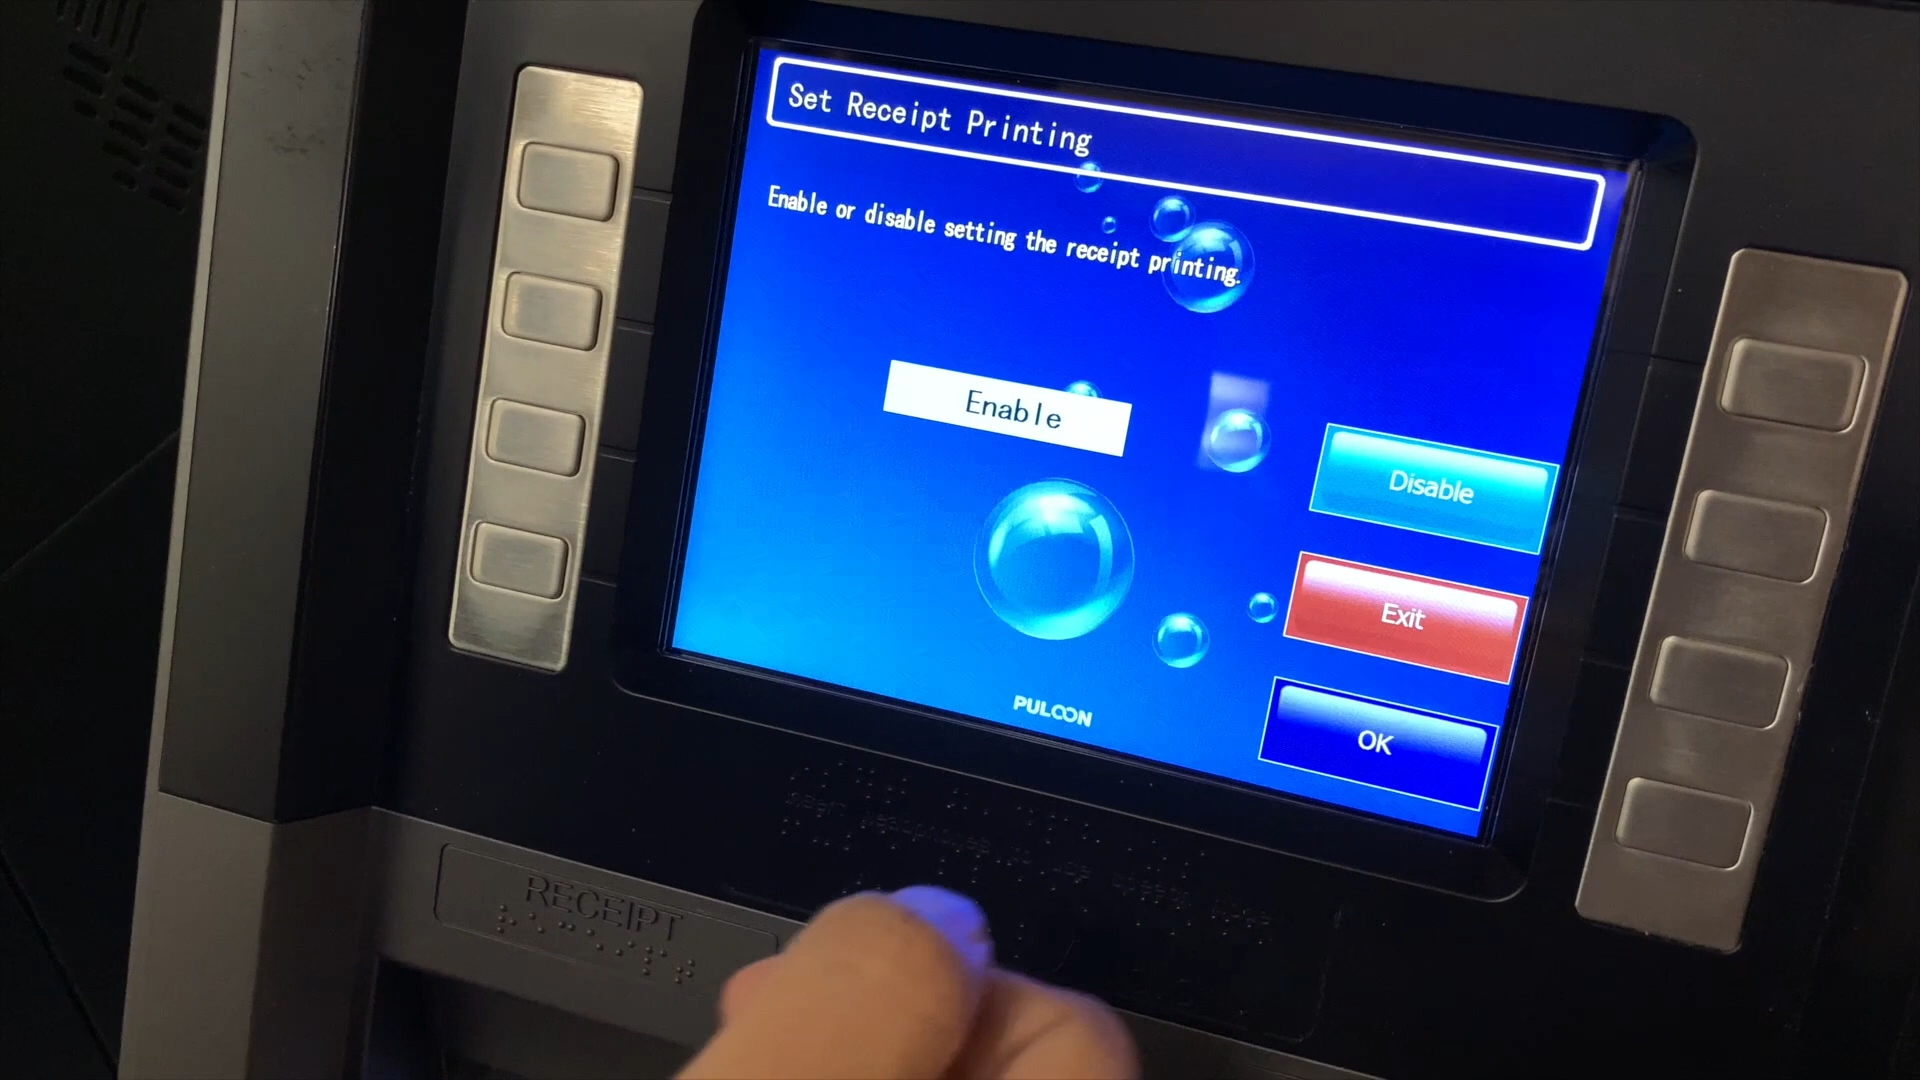 Set Receipt Printing
Enable or disable setting the receipt printing.
Enable
Disable
Exit
OK
PULOON
RECEIPT